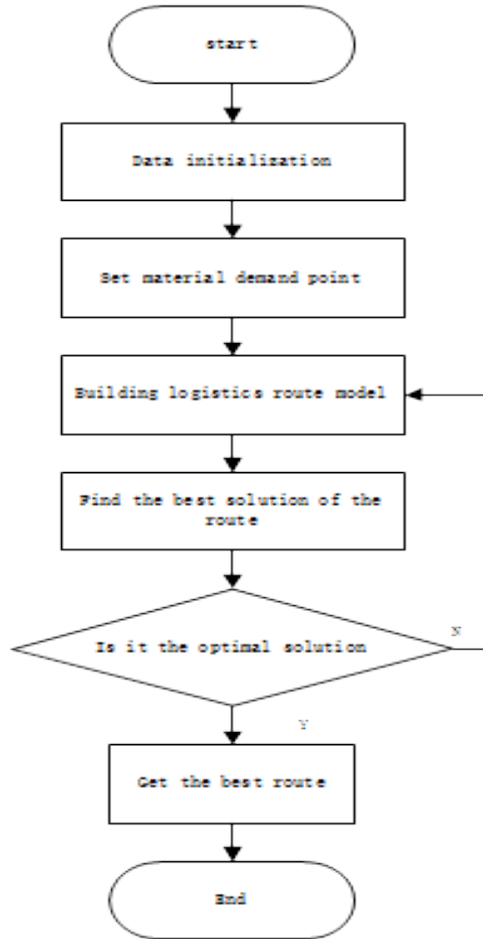 start
Data initialization
Set material demand point
Building logistics route model
Find the best solution of the
route
Is it the optimal solution
N
Y
Get the best route
End